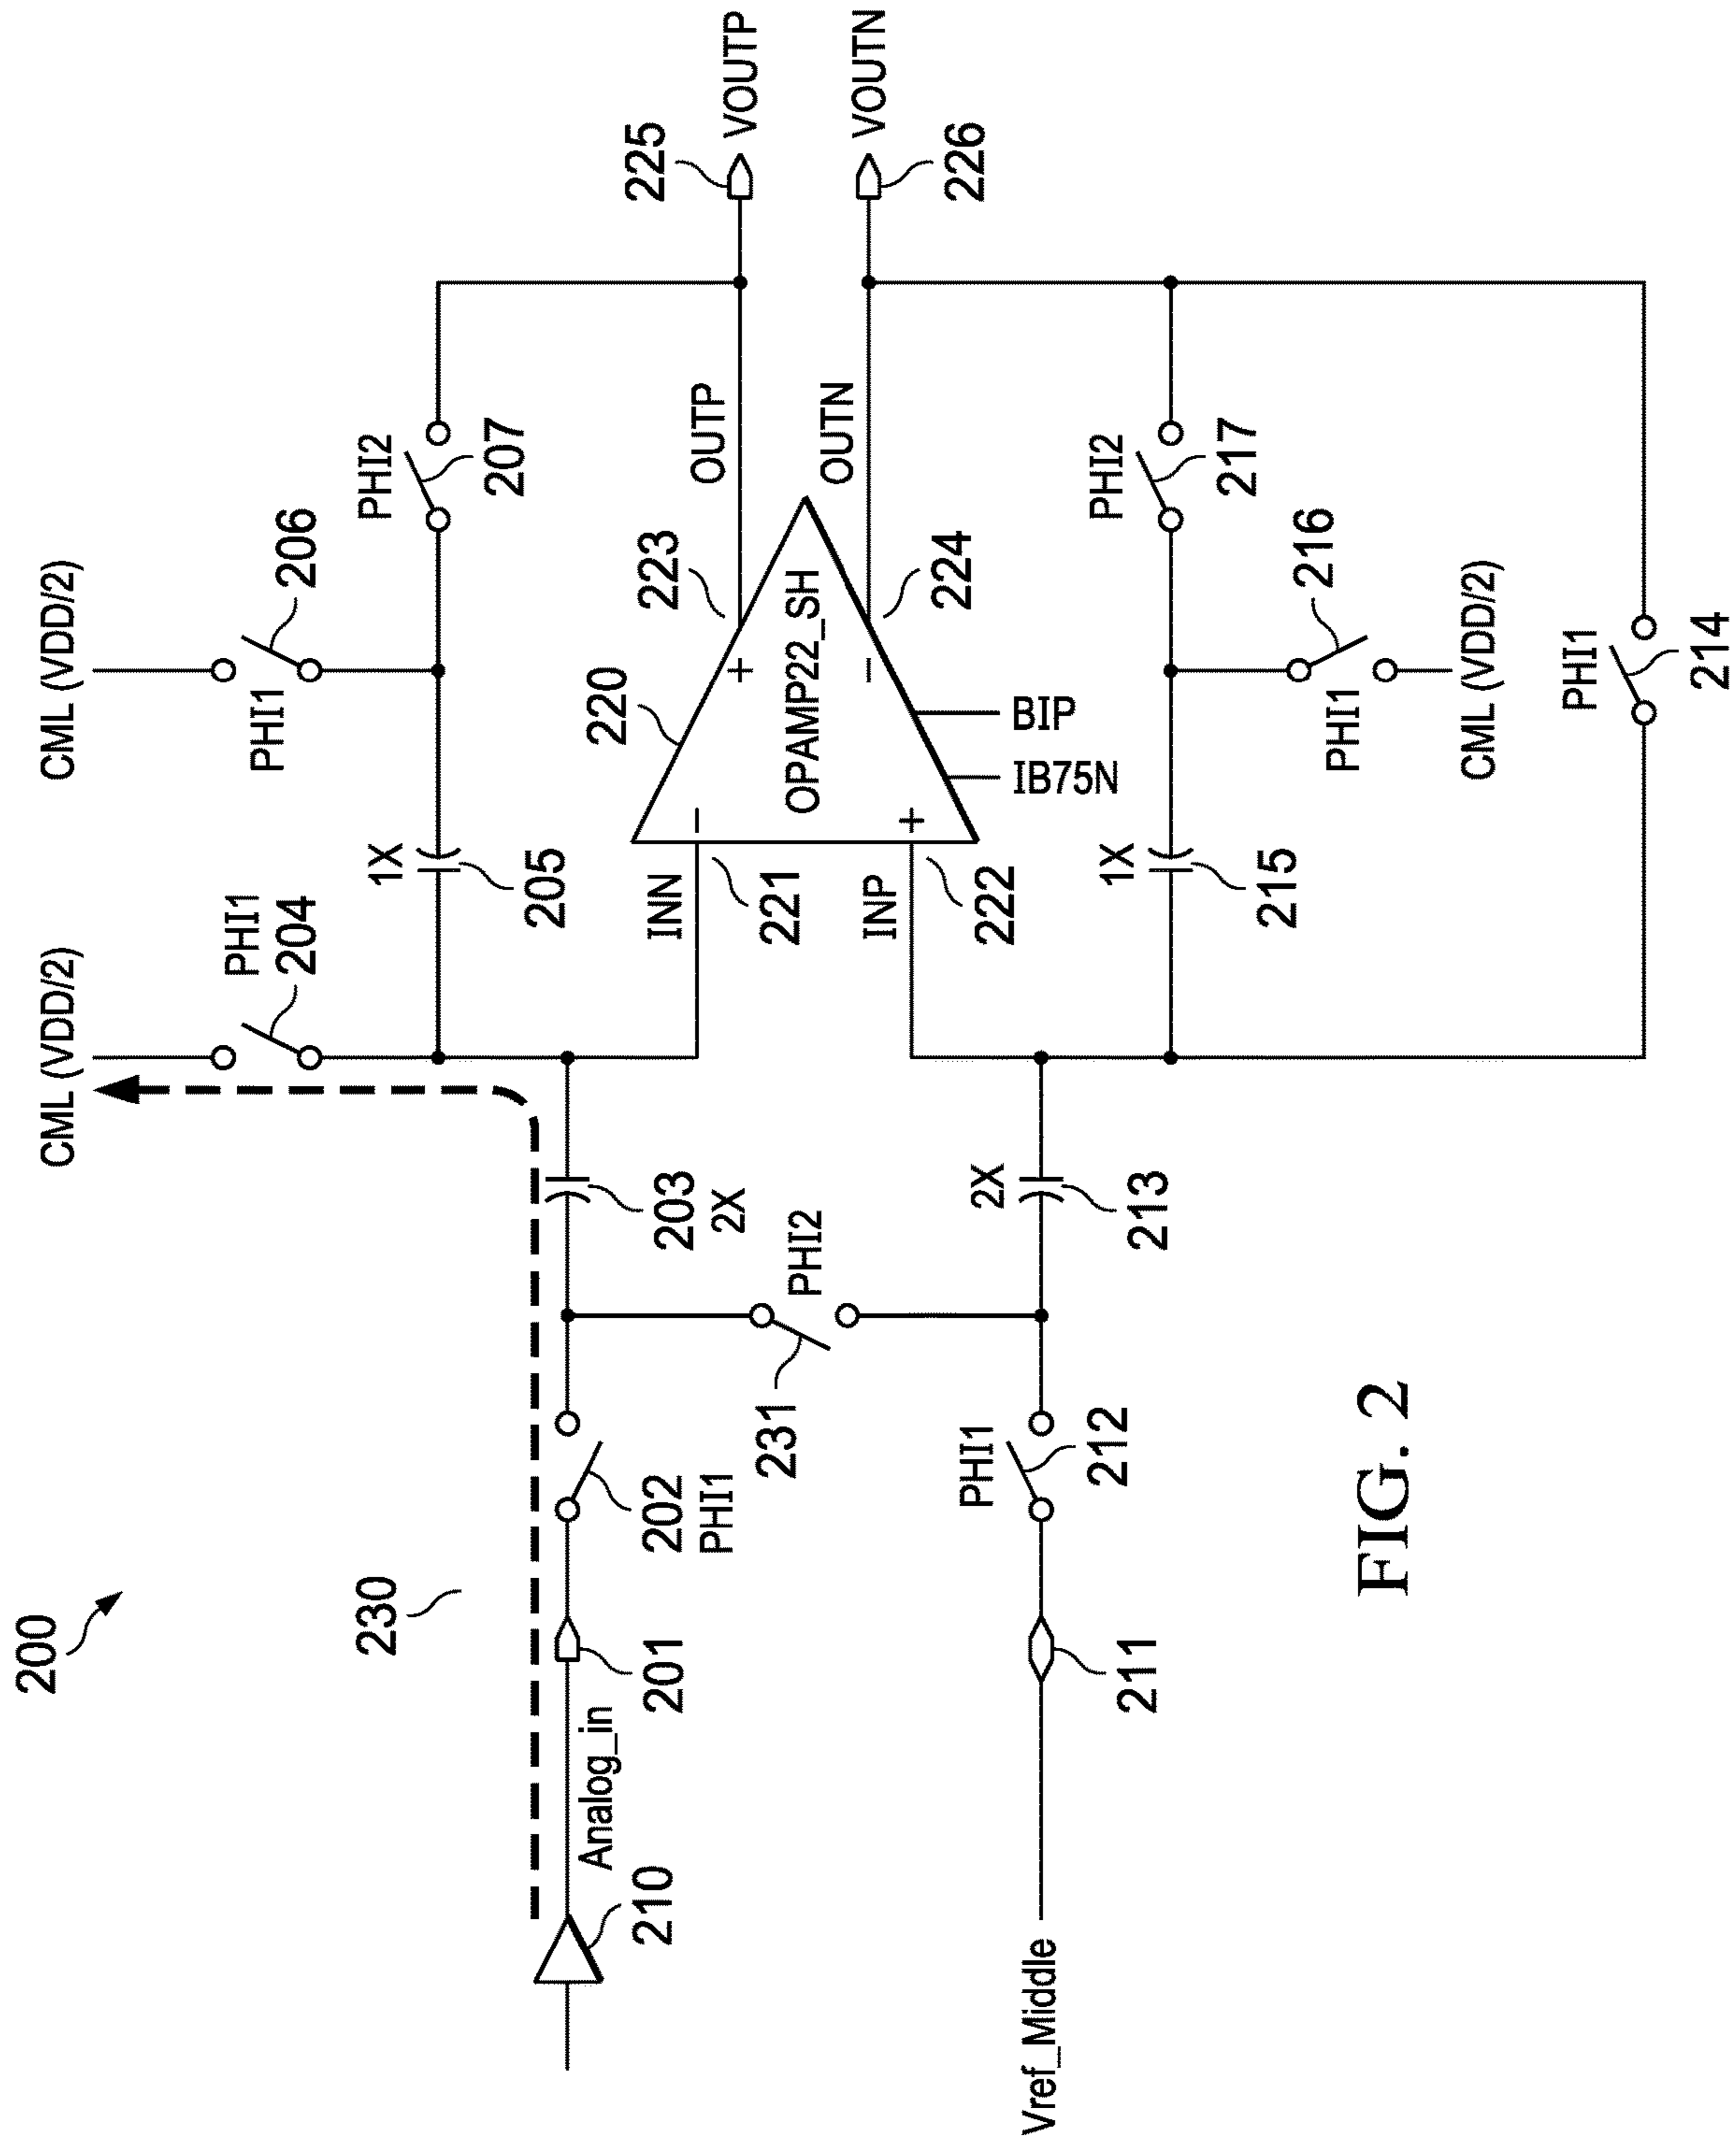 200
CML (VDD/2)
CML (VDD/2)
PHI1
204
PHI1
206
PHI2
207
1X
205
230
225
VOUTP
VOUTN
226
210
Analog_in
201
202
PHI1
203
2X
INN
221
INP
222
220
OPAMP22_SH
223
224
OUTP
OUTN
IB75N
BIP
231
PHI2
Vref_Middle
211
PHI1
212
2X
213
1X
215
PHI2
217
PHI1
216
CML (VDD/2)
PHI1
214
FIG. 2
−
+
+
−